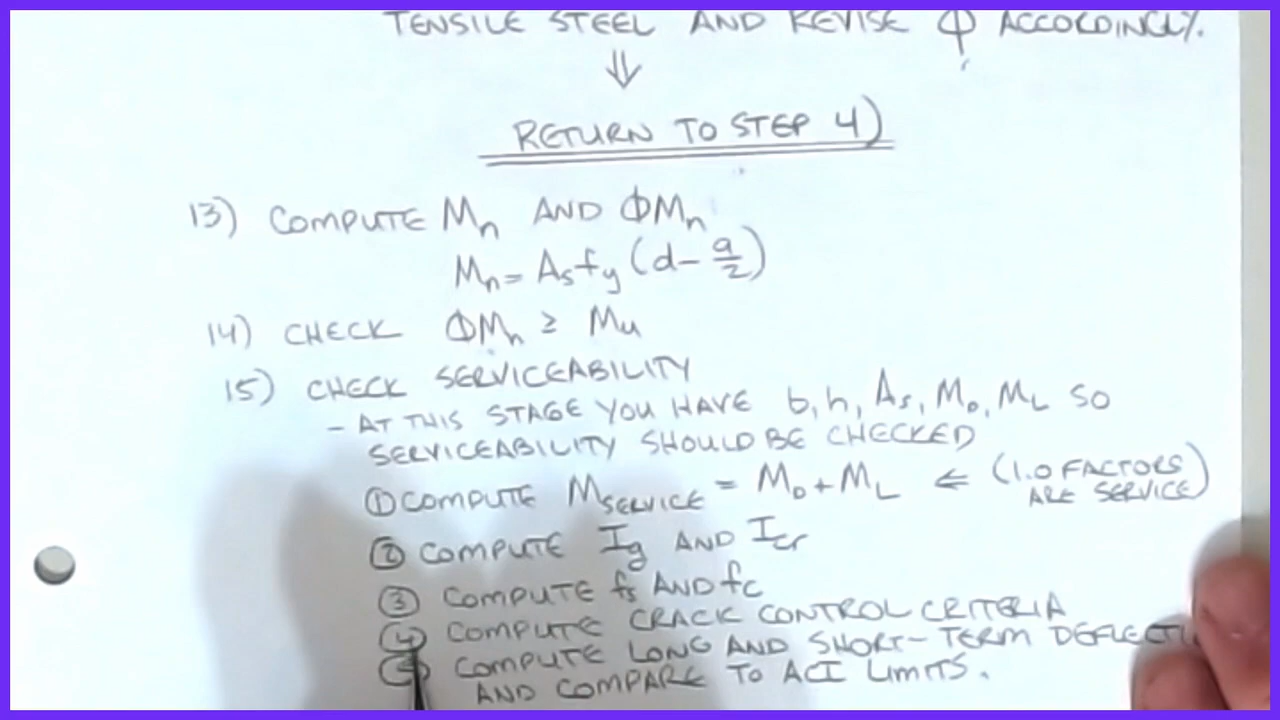 TENSILE STEEL AND REVISE ϕ ACCORDINGLY.
⇓
RETURN TO STEP 4)
13) COMPUTE Mn AND ϕMn
Mn = Asfy (d - a/2)
14) CHECK ϕMn ≥ Mu
15) CHECK SERVICEABILITY
- AT THIS STAGE YOU HAVE b, h, As, MD, ML SO
SERVICEABILITY SHOULD BE CHECKED
① COMPUTE MSERVICE = MD + ML ⇐ (1.0 FACTORS
ARE SERVICE)
② COMPUTE Ig AND Icr
③ COMPUTE fs AND fc
④ COMPUTE CRACK CONTROL CRITERIA
⑤ COMPUTE LONG AND SHORT-TERM
AND COMPARE TO ACI LIMITS.